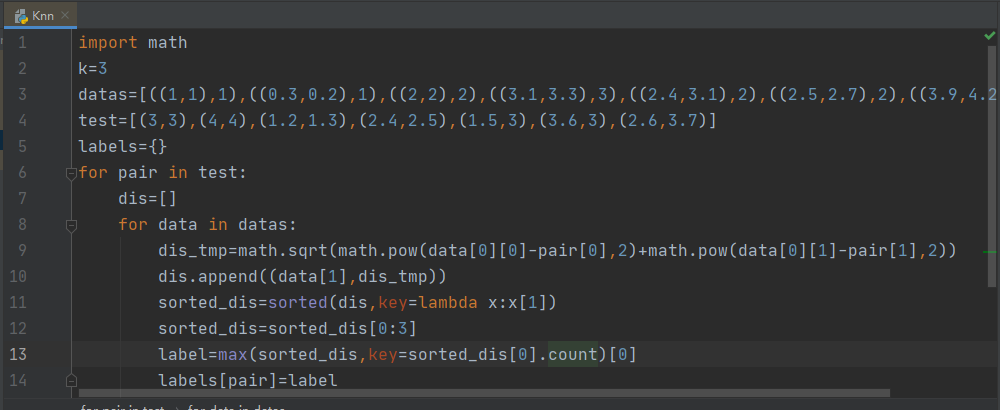 Knn
1 import math
2 k=3
3 datas=[((1,1),1),((0.3,0.2),1),((2,2),2),((3.1,3.3),3),((2.4,3.1),2),((2.5,2.7),2),((3.9,4.2
4 test=[(3,3),(4,4),(1.2,1.3),(2.4,2.5),(1.5,3),(3.6,3),(2.6,3.7)]
5 labels={}
6 for pair in test:
7 dis=[]
8 for data in datas:
9 dis_tmp=math.sqrt(math.pow(data[0][0]-pair[0],2)+math.pow(data[0][1]-pair[1],2))
10 dis.append((data[1],dis_tmp))
11 sorted_dis=sorted(dis,key=lambda x:x[1])
12 sorted_dis=sorted_dis[0:3]
13 label=max(sorted_dis,key=sorted_dis[0].count)[0]
14 labels[pair]=label
for pair in test for data in datas